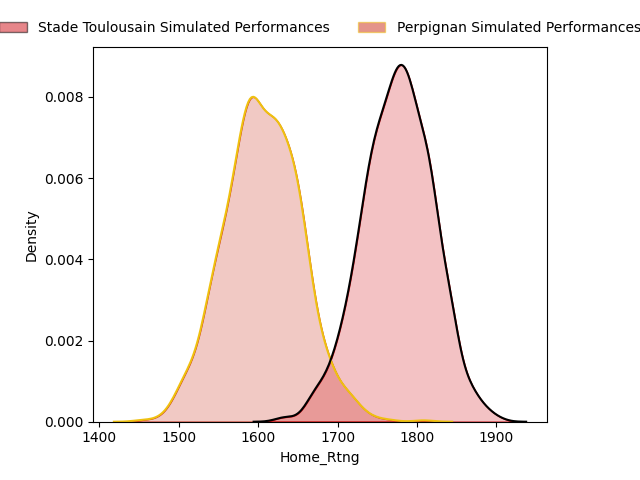 Stade Toulousain Simulated Performances Perpignan Simulated Performances
0.008
0.006
0.004
0.002
0.000
Density
1400 1500 1600 1700 1800 1900
Home_Rtng